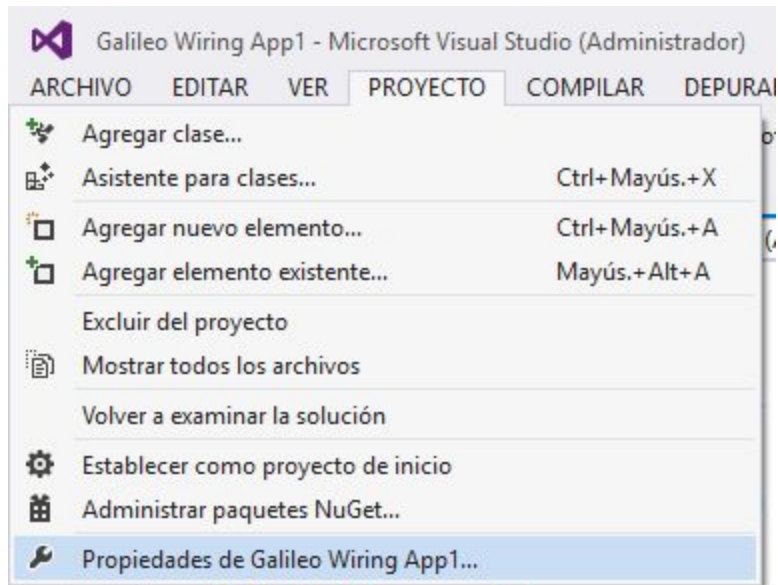 Galileo Wiring App1 - Microsoft Visual Studio (Administrador)
ARCHIVO EDITAR VER PROYECTO COMPILAR
Agregar clase...
Asistente para clases... Ctrl+Mayús.+X
Agregar nuevo elemento... Ctrl+Mayús.+A
Agregar elemento existente... Mayús.+Alt+A
Excluir del proyecto
Mostrar todos los archivos
Volver a examinar la solución
Establecer como proyecto de inicio
Administrar paquetes NuGet...
Propiedades de Galileo Wiring App1...